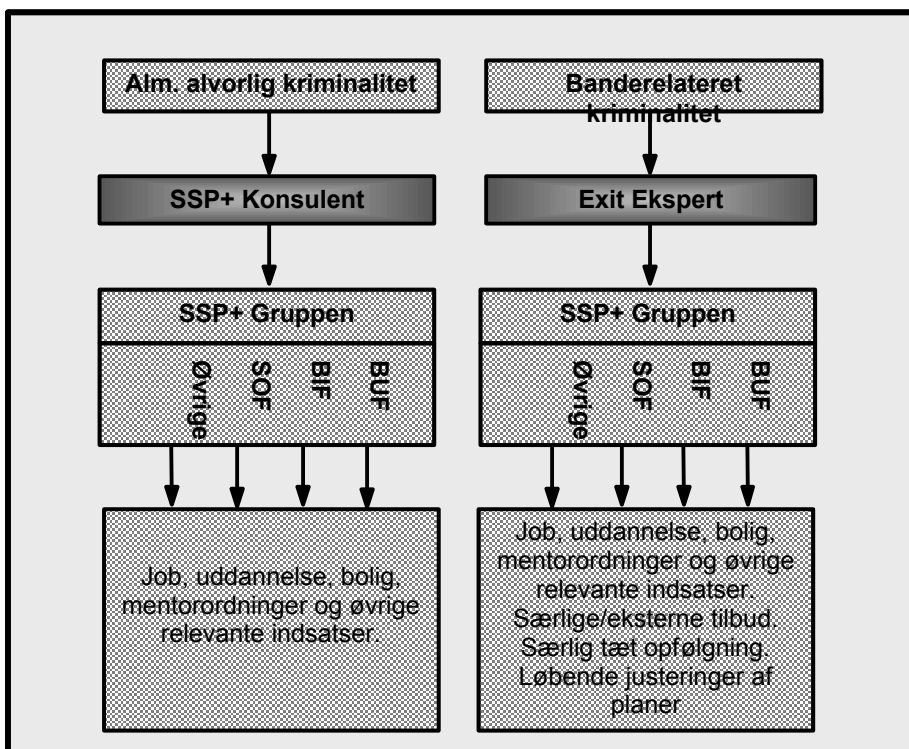 Alm. alvorlig kriminalitet
SSP+ Konsulent
SSP+ Gruppen
Øvrige
SOF
BIF
BUF
Job, uddannelse, bolig,
mentorordninger og øvrige
relevante indsatser.
Banderelateret
kriminalitet
Exit Ekspert
SSP+ Gruppen
Øvrige
SOF
BIF
BUF
Job, uddannelse, bolig,
mentorordninger og øvrige
relevante indsatser.
Særlige/eksterne tilbud.
Særlig tæt opfølgning.
Løbende justeringer af
planer